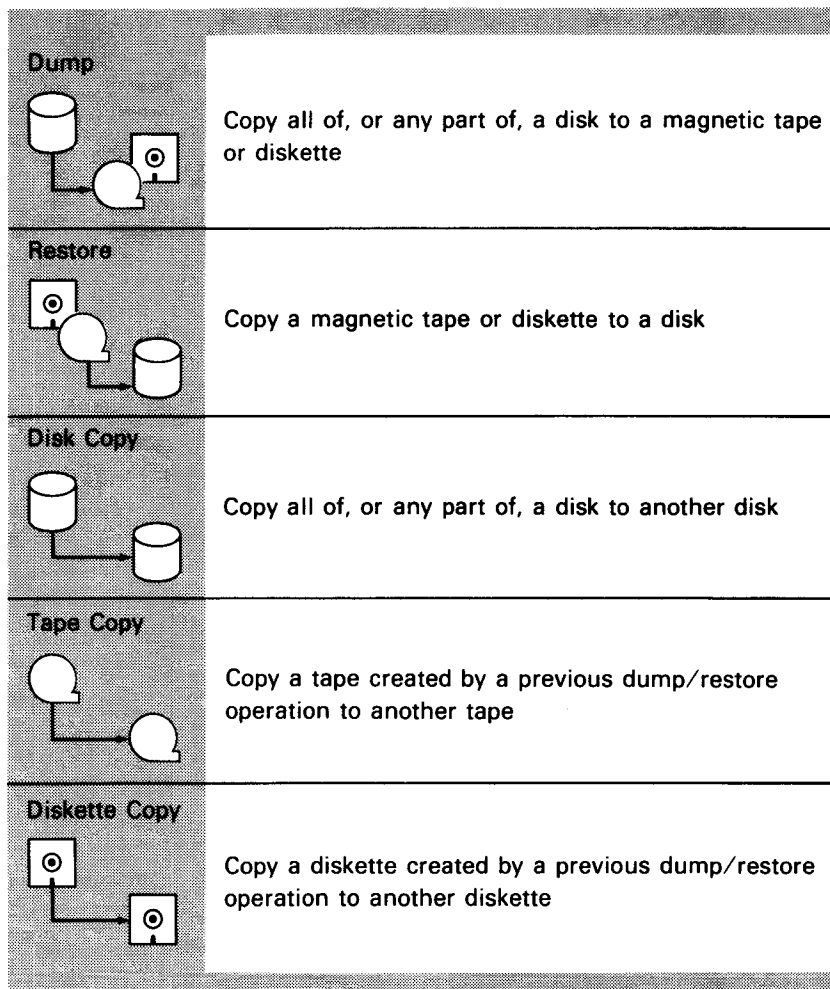 Dump
Copy all of, or any part of, a disk to a magnetic tape
or diskette
Restore
Copy a magnetic tape or diskette to a disk
Disk Copy
Copy all of, or any part of, a disk to another disk
Tape Copy
Copy a tape created by a previous dump/restore
operation to another tape
Diskette Copy
Copy a diskette created by a previous dump/restore
operation to another diskette